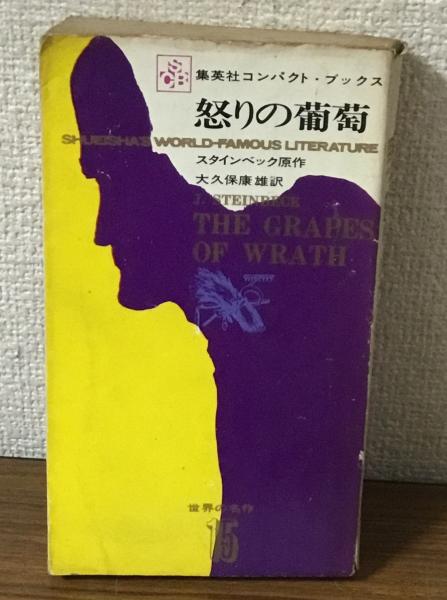 SCB
集英社コンパクト・ブックス
怒りの葡萄
SHUEISHA'S WORLD-FAMOUS LITERATURE
スタインベック原作
大久保康雄訳
J. STEINBECK
THE GRAPES
OF WRATH
世界の名作
15